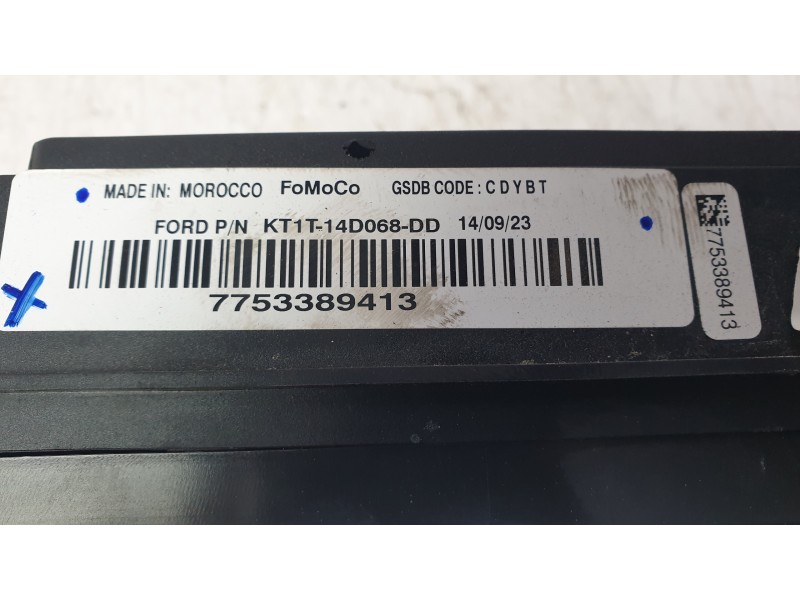 MADE IN: MOROCCO FoMoCo GSDB CODE: C D Y B T
FORD P/N KT1T-14D068-DD 14/09/23
7753389413
7753389413